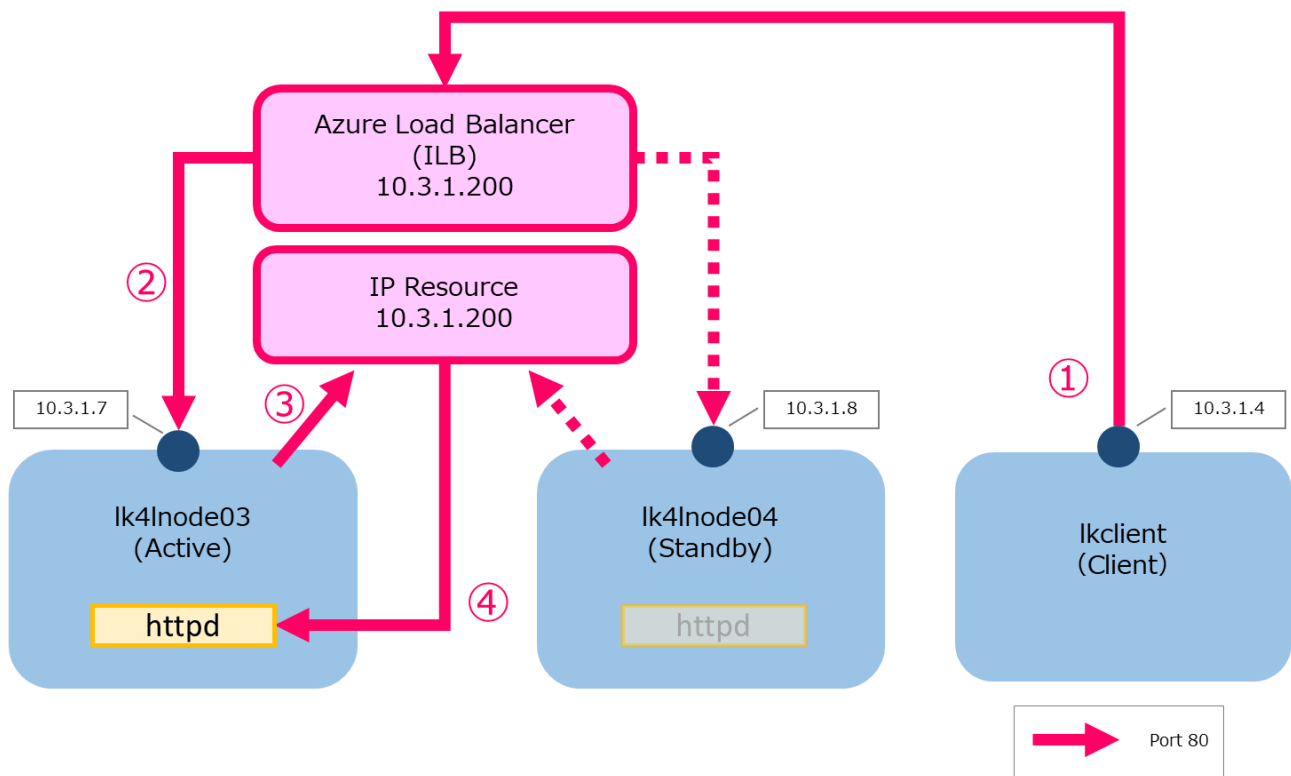 Azure Load Balancer
(ILB)
10.3.1.200
②
IP Resource
10.3.1.200
①
③
10.3.1.7
10.3.1.8
10.3.1.4
lk4lnode03
(Active)
lk4lnode04
(Standby)
lkclient
(Client)
④
httpd
httpd
Port 80